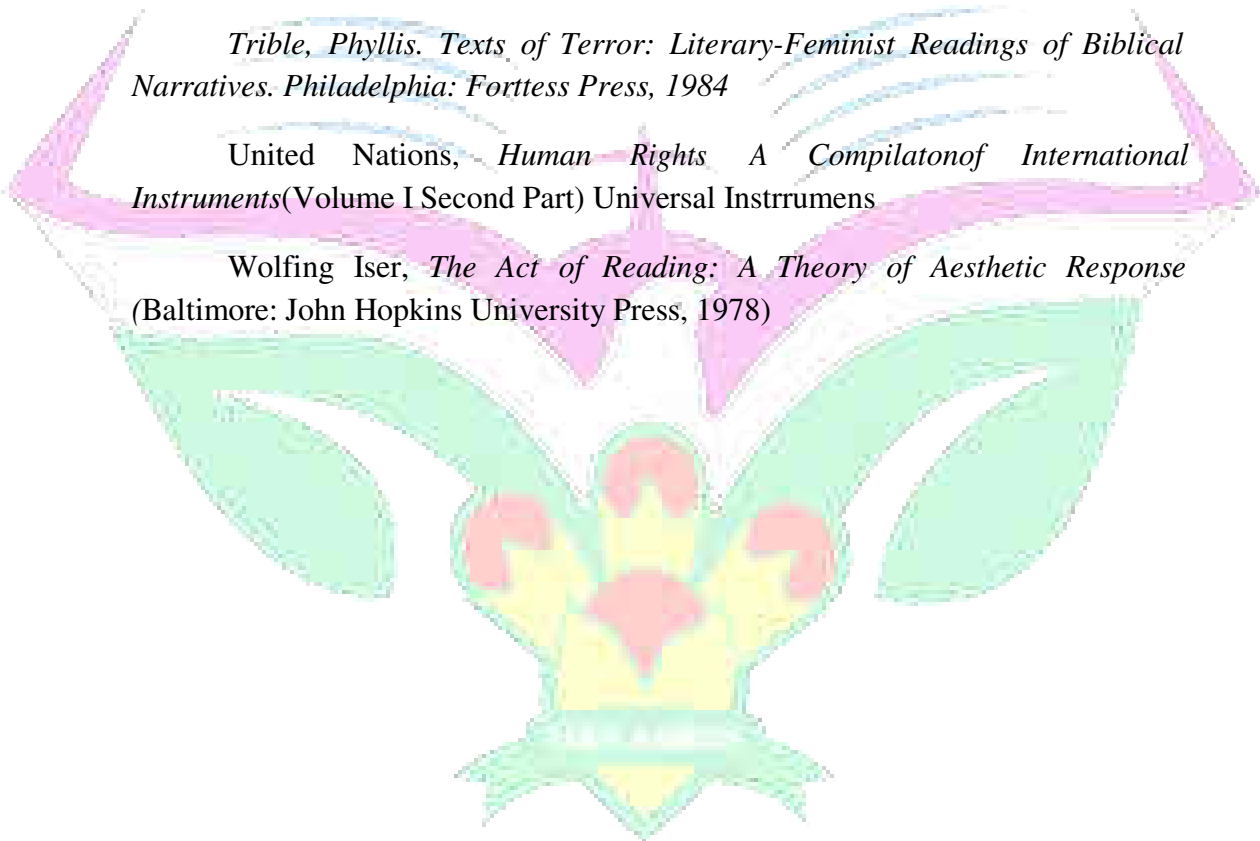 Trible, Phyllis. Texts of Terror: Literary-Feminist Readings of Biblical
Narratives. Philadelphia: Forttess Press, 1984
United Nations, Human Rights A Compilatonof International
Instruments(Volume I Second Part) Universal Instrrumens
Wolfing Iser, The Act of Reading: A Theory of Aesthetic Response
(Baltimore: John Hopkins University Press, 1978)